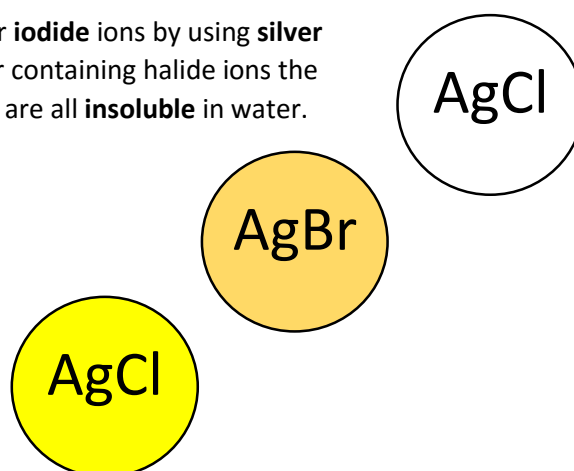 r iodide ions by using silver
r containing halide ions the
are all insoluble in water.
AgCl
AgBr
AgCl